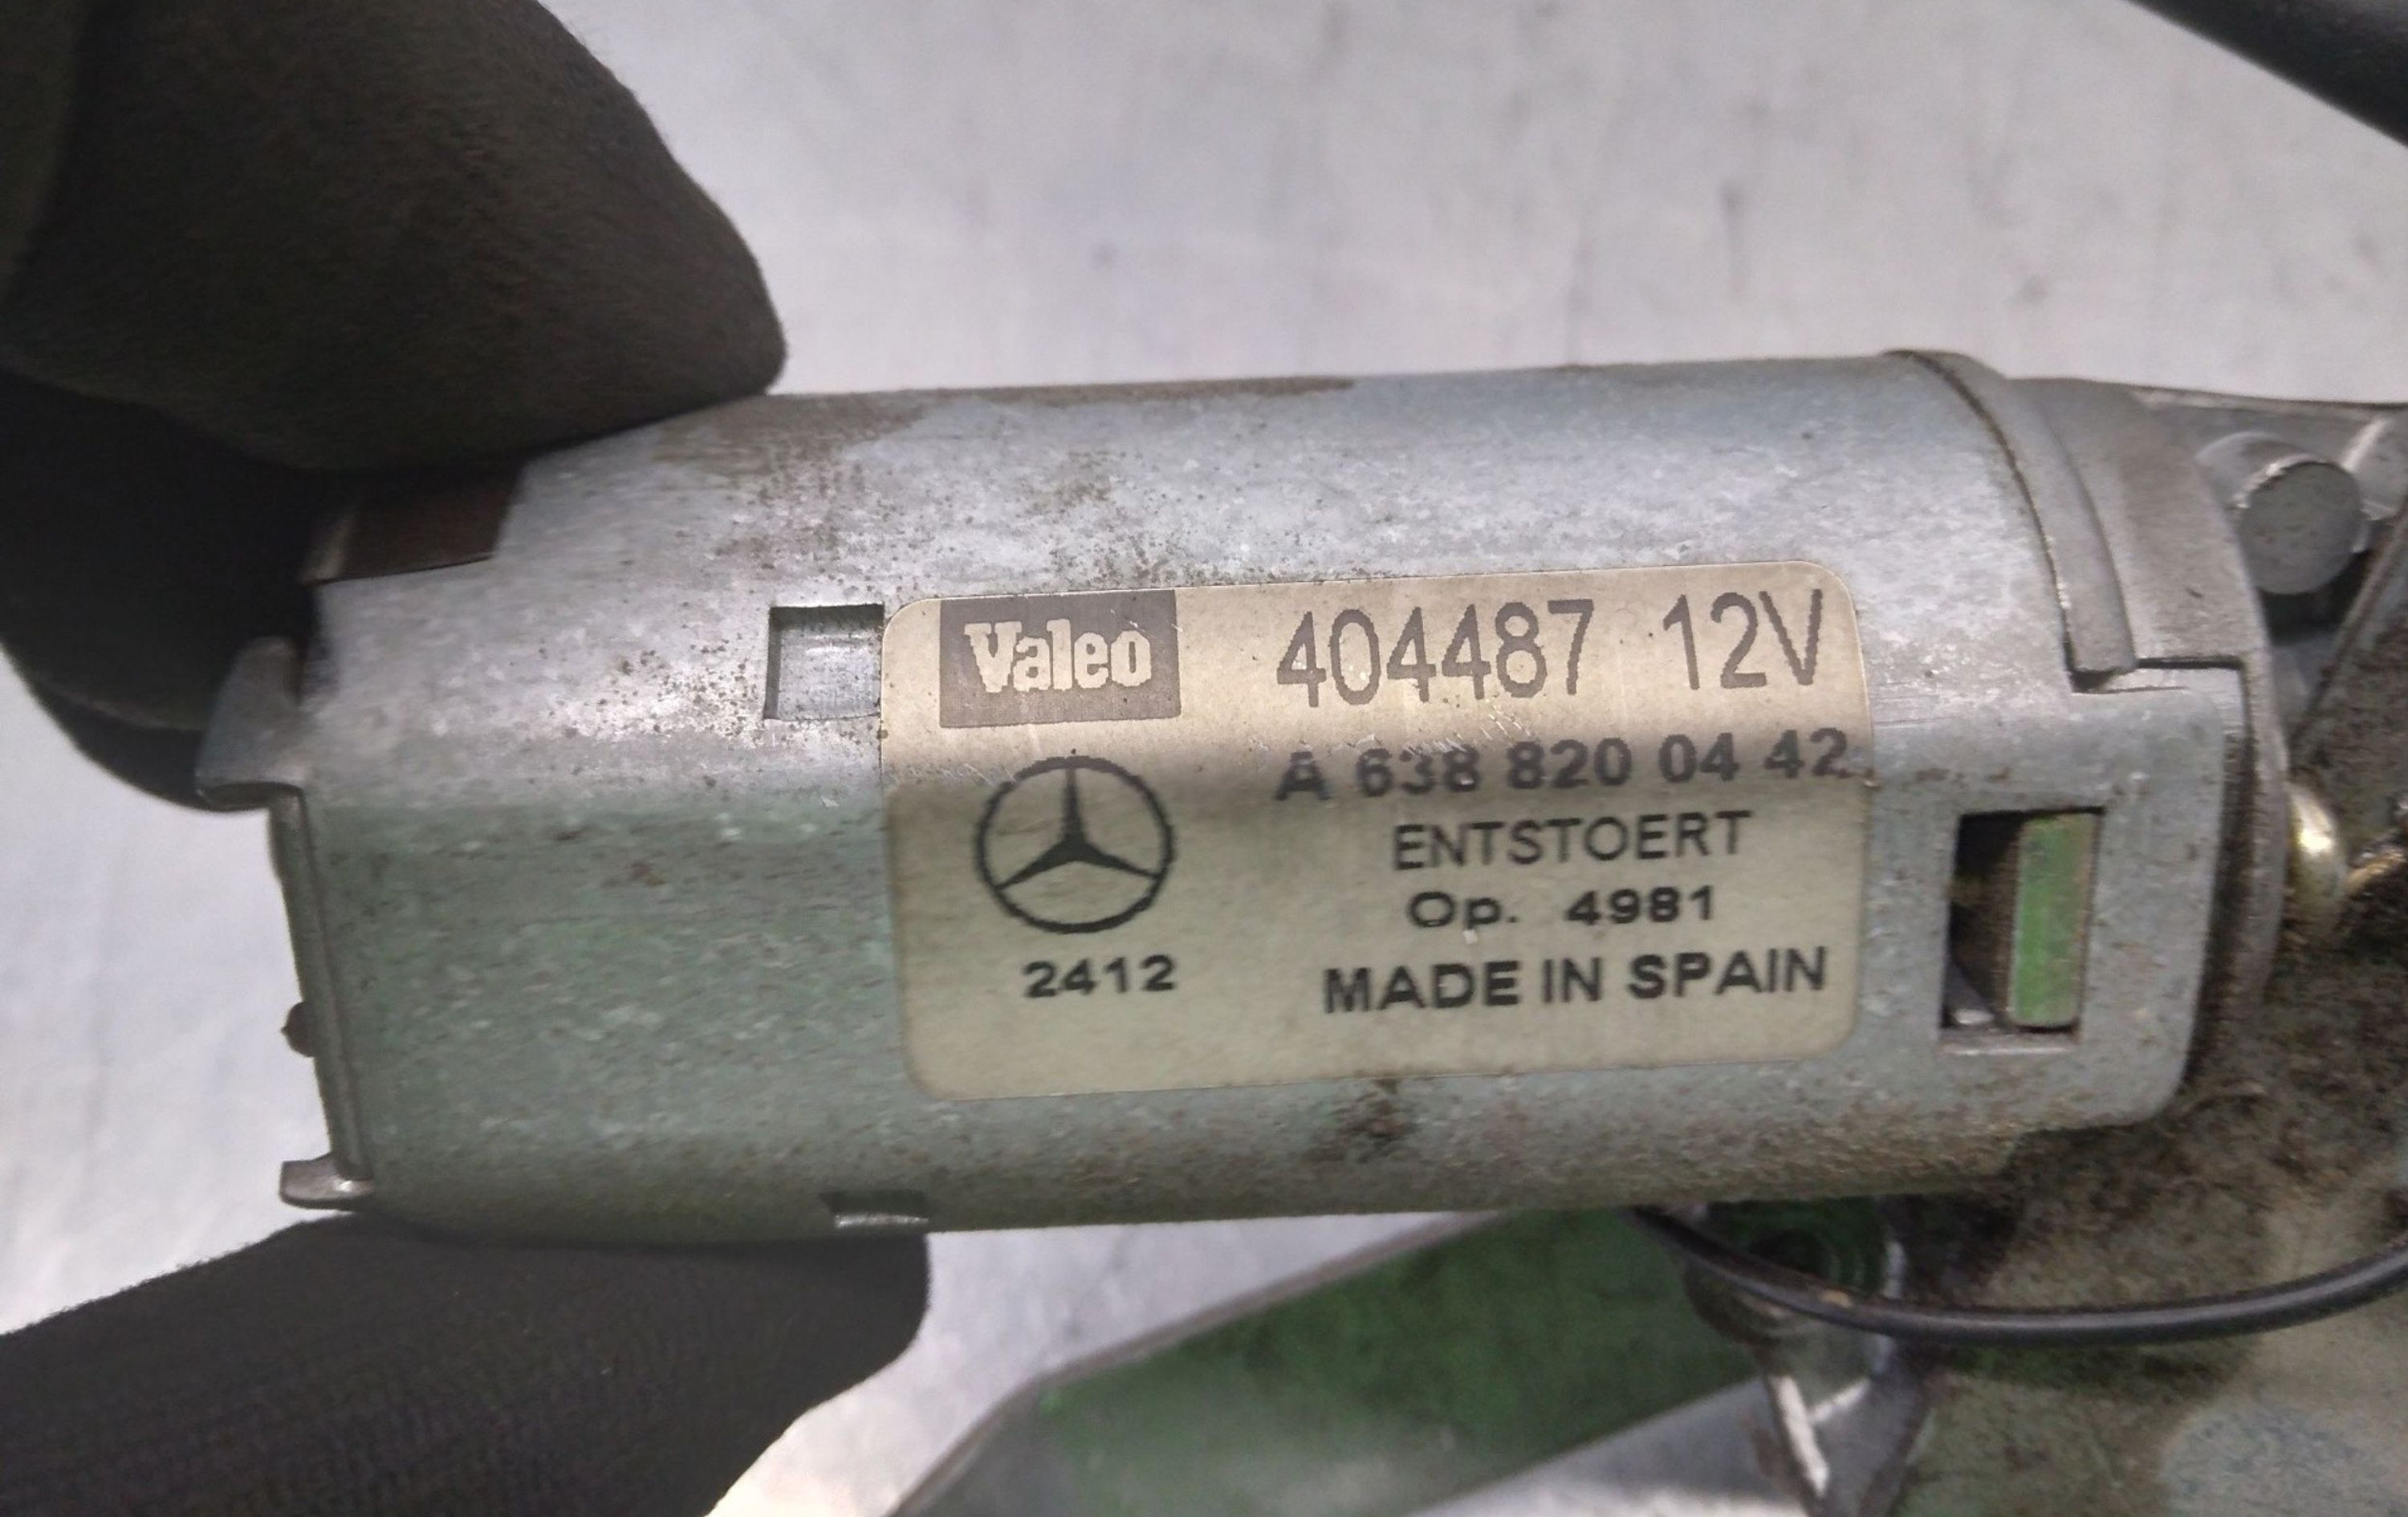 Valeo 404487 12V
A 638 820 04 42
ENTSTOERT
Op. 4981
2412 MADE IN SPAIN